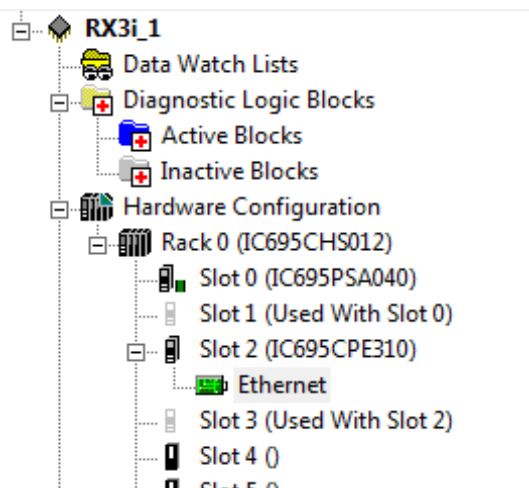 RX3i_1
Data Watch Lists
Diagnostic Logic Blocks
Active Blocks
Inactive Blocks
Hardware Configuration
Rack 0 (IC695CHS012)
Slot 0 (IC695PSA040)
Slot 1 (Used With Slot 0)
Slot 2 (IC695CPE310)
Ethernet
Slot 3 (Used With Slot 2)
Slot 4 ()